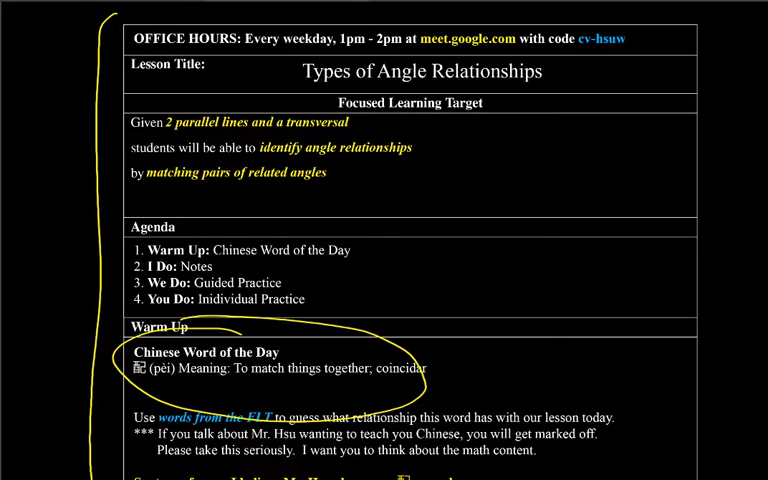 OFFICE HOURS: Every weekday, 1pm - 2pm at meet.google.com with code cv-hsuw
Lesson Title:
Types of Angle Relationships
Focused Learning Target
Given 2 parallel lines and a transversal
students will be able to identify angle relationships
by matching pairs of related angles
Agenda
1. Warm Up: Chinese Word of the Day
2. I Do: Notes
3. We Do: Guided Practice
4. You Do: Inidividual Practice
Warm Up
Chinese Word of the Day
配 (pèi) Meaning: To match things together; coincidar
Use words from the FLT to guess what relationship this word has with our lesson today.
*** If you talk about Mr. Hsu wanting to teach you Chinese, you will get marked off.
Please take this seriously. I want you to think about the math content.